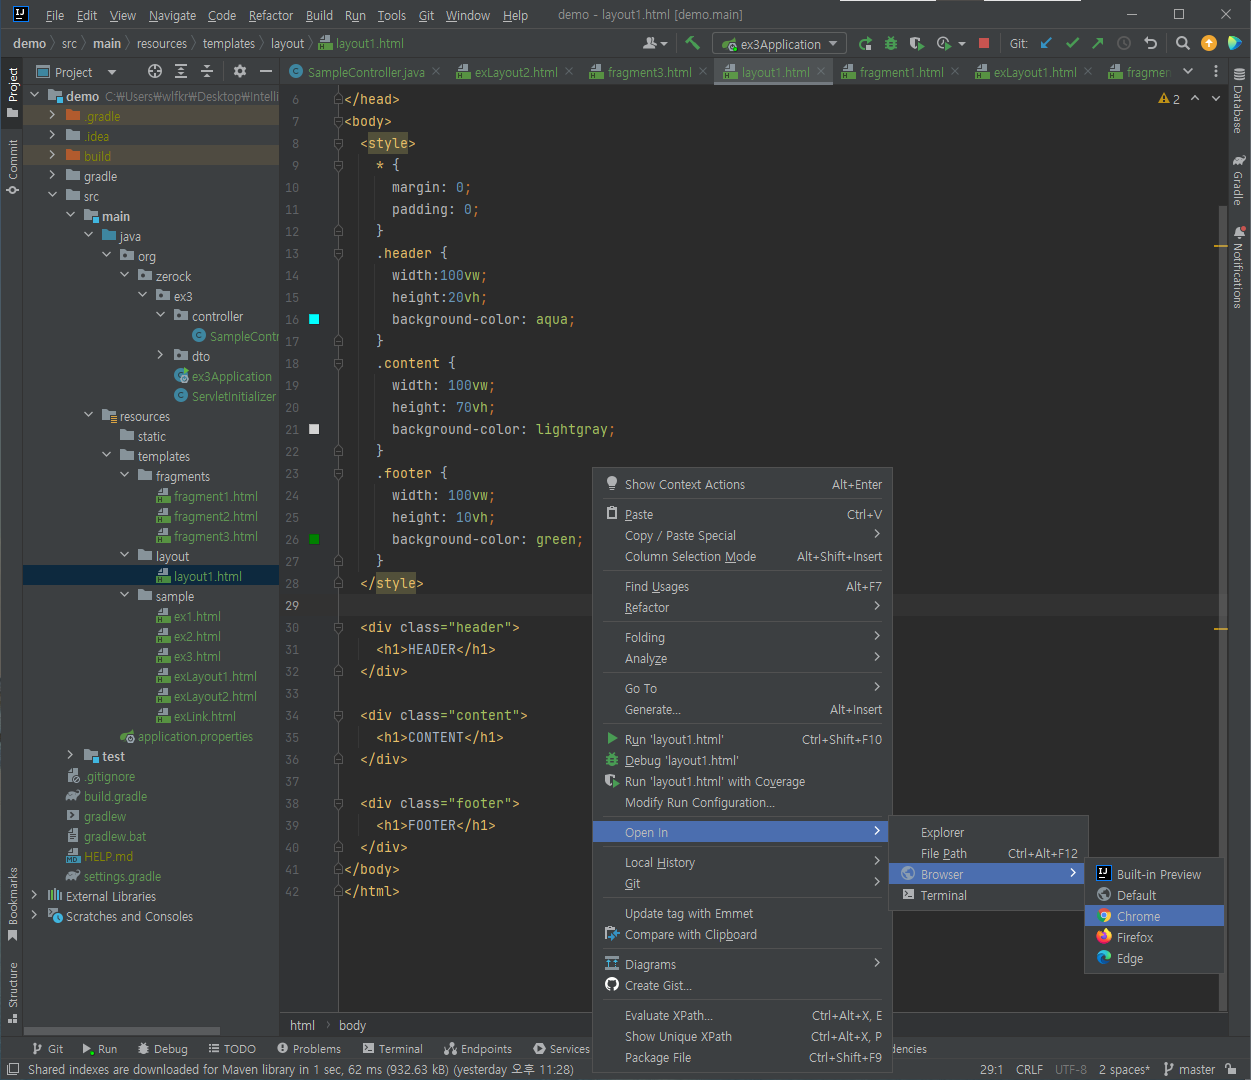 File Edit View Navigate Code Refactor Build Run Tools Git Window Help demo - layout1.html [demo.main]
demo src main resources templates layout layout1.html ex3Application Git:
Project SampleController.java exLayout2.html fragment3.html layout1.html fragment1.html exLayout1.html fragmen
Project
Commit
Bookmarks
Structure
demo C:₩Users₩wlfkr₩Desktop₩Intelli
.gradle
.idea
build
gradle
src
main
java
org
zerock
ex3
controller
SampleContr
dto
ex3Application
ServletInitializer
resources
static
templates
fragments
fragment1.html
fragment2.html
fragment3.html
layout
layout1.html
sample
ex1.html
ex2.html
ex3.html
exLayout1.html
exLayout2.html
exLink.html
application.properties
test
.gitignore
build.gradle
gradlew
gradlew.bat
HELP.md
settings.gradle
External Libraries
Scratches and Consoles
2
6 </head>
7 <body>
8 <style>
9 * {
10 margin: 0;
11 padding: 0;
12 }
13 .header {
14 width:100vw;
15 height:20vh;
16 background-color: aqua;
17 }
18 .content {
19 width: 100vw;
20 height: 70vh;
21 background-color: lightgray;
22 }
23 .footer {
24 width: 100vw;
25 height: 10vh;
26 background-color: green;
27 }
28 </style>
29
30 <div class="header">
31 <h1>HEADER</h1>
32 </div>
33
34 <div class="content">
35 <h1>CONTENT</h1>
36 </div>
37
38 <div class="footer">
39 <h1>FOOTER</h1>
40 </div>
41 </body>
42 </html>
Show Context Actions Alt+Enter
Paste Ctrl+V
Copy / Paste Special
Column Selection Mode Alt+Shift+Insert
Find Usages Alt+F7
Refactor
Folding
Analyze
Go To
Generate... Alt+Insert
Run 'layout1.html' Ctrl+Shift+F10
Debug 'layout1.html'
Run 'layout1.html' with Coverage
Modify Run Configuration...
Open In
Local History
Git
Update tag with Emmet
Compare with Clipboard
Diagrams
Create Gist...
Evaluate XPath... Ctrl+Alt+X, E
Show Unique XPath Ctrl+Alt+X, P
Package File Ctrl+Shift+F9
Explorer
File Path Ctrl+Alt+F12
Browser
Terminal
Built-in Preview
Default
Chrome
Firefox
Edge
Database
Gradle
Notifications
html body
Git Run Debug TODO Problems Terminal Endpoints Services dencies
Shared indexes are downloaded for Maven library in 1 sec, 62 ms (932.63 kB) (yesterday 오후 11:28) 29:1 CRLF UTF-8 2 spaces* master